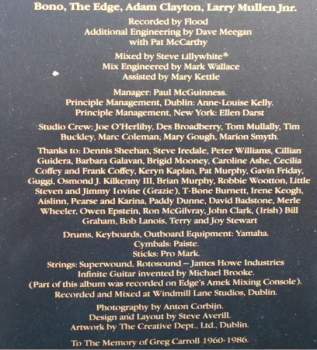 Bono, The Edge, Adam Clayton, Larry Mullen Jnr.
Recorded by Flood
Additional Engineering by Dave Meegan
with Pat McCarthy
Mixed by Steve Lillywhite*
Mix Engineered by Mark Wallace
Assisted by Mary Kettle
Manager: Paul McGuinness.
Principle Management, Dublin: Anne-Louise Kelly.
Principle Management, New York: Ellen Darst
Studio Crew: Joe O'Herlihy, Des Broadberry, Tom Mullally, Tim
Buckley, Marc Coleman, Mary Gough, Marion Smyth.
Thanks to: Dennis Sheehan, Steve Iredale, Peter Williams, Cillian
Guidera, Barbara Galavan, Brigid Mooney, Caroline Ashe, Cecilia
Coffey and Frank Coffey, Keryn Kaplan, Pat Murphy, Gavin Friday,
Guggi, Osmond J. Kilkenny III, Brian Murphy, Robbie Wootton, Little
Steven and Jimmy Iovine (Grazie), T-Bone Burnett, Irene Keogh,
Aislinn, Pearse and Karina, Paddy Dunne, David Badstone, Merle
Wheeler, Owen Epstein, Ron McGilvray, John Clark, (Irish) Bill
Graham, Bob Lanois, Terry and Joy Stewart
Drums, Keyboards, Outboard Equipment: Yamaha.
Cymbals: Paiste.
Sticks: Pro Mark.
Strings: Superwound, Rotosound – James Howe Industries
Infinite Guitar invented by Michael Brooke.
(Part of this album was recorded on Edge's Amek Mixing Console).
Recorded and Mixed at Windmill Lane Studios, Dublin.
Photography by Anton Corbijn.
Design and Layout by Steve Averill.
Artwork by The Creative Dept., Ltd., Dublin.
To The Memory of Greg Carroll 1960-1986.